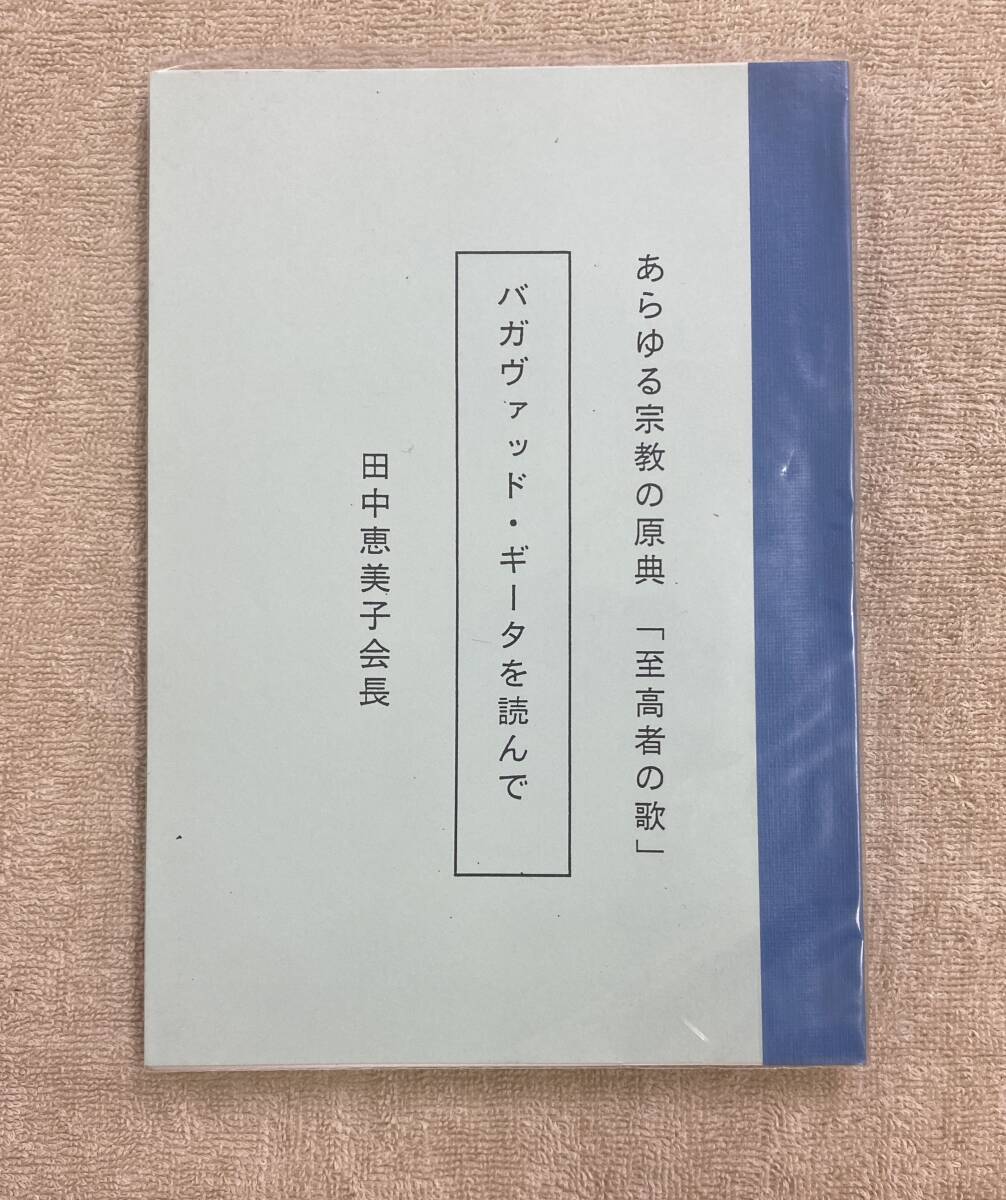 あらゆる宗教の原典　「至高者の歌」
バガヴァッド・ギータを読んで
田中恵美子会長